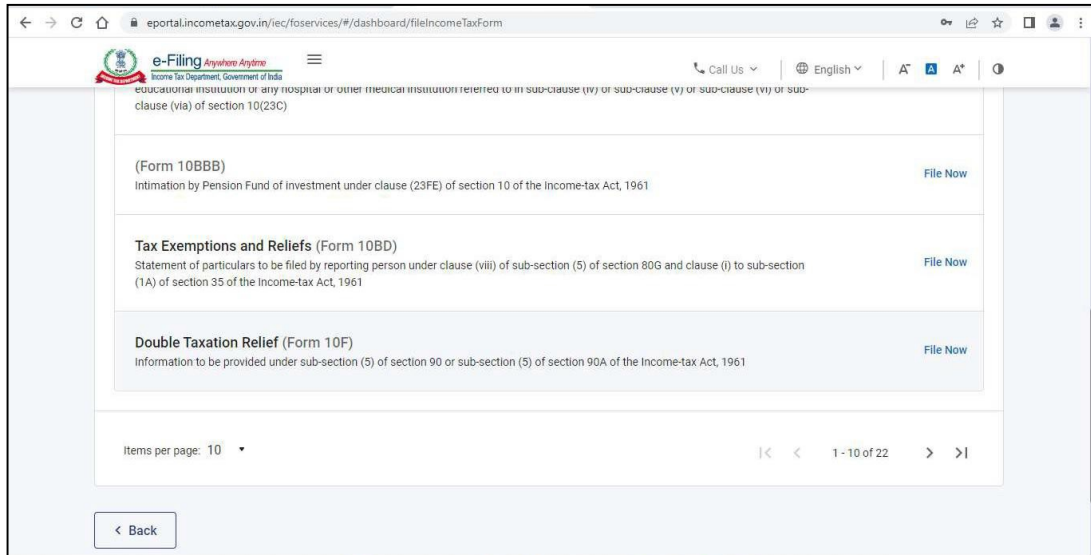 eportal.incometax.gov.in/iec/foservices/#/dashboard/fileIncomeTaxForm
e-Filing Anywhere Anytime
Income Tax Department, Government of India
Call Us
English
A-
A
A+
educational institution or any hospital or other medical institution referred to in sub-clause (iv) or sub-clause (v) or sub-clause (vi) or sub-
clause (via) of section 10(23C)
(Form 10BBB)
Intimation by Pension Fund of investment under clause (23FE) of section 10 of the Income-tax Act, 1961
File Now
Tax Exemptions and Reliefs (Form 10BD)
Statement of particulars to be filed by reporting person under clause (viii) of sub-section (5) of section 80G and clause (i) to sub-section
(1A) of section 35 of the Income-tax Act, 1961
File Now
Double Taxation Relief (Form 10F)
Information to be provided under sub-section (5) of section 90 or sub-section (5) of section 90A of the Income-tax Act, 1961
File Now
Items per page: 10
1 - 10 of 22
Back